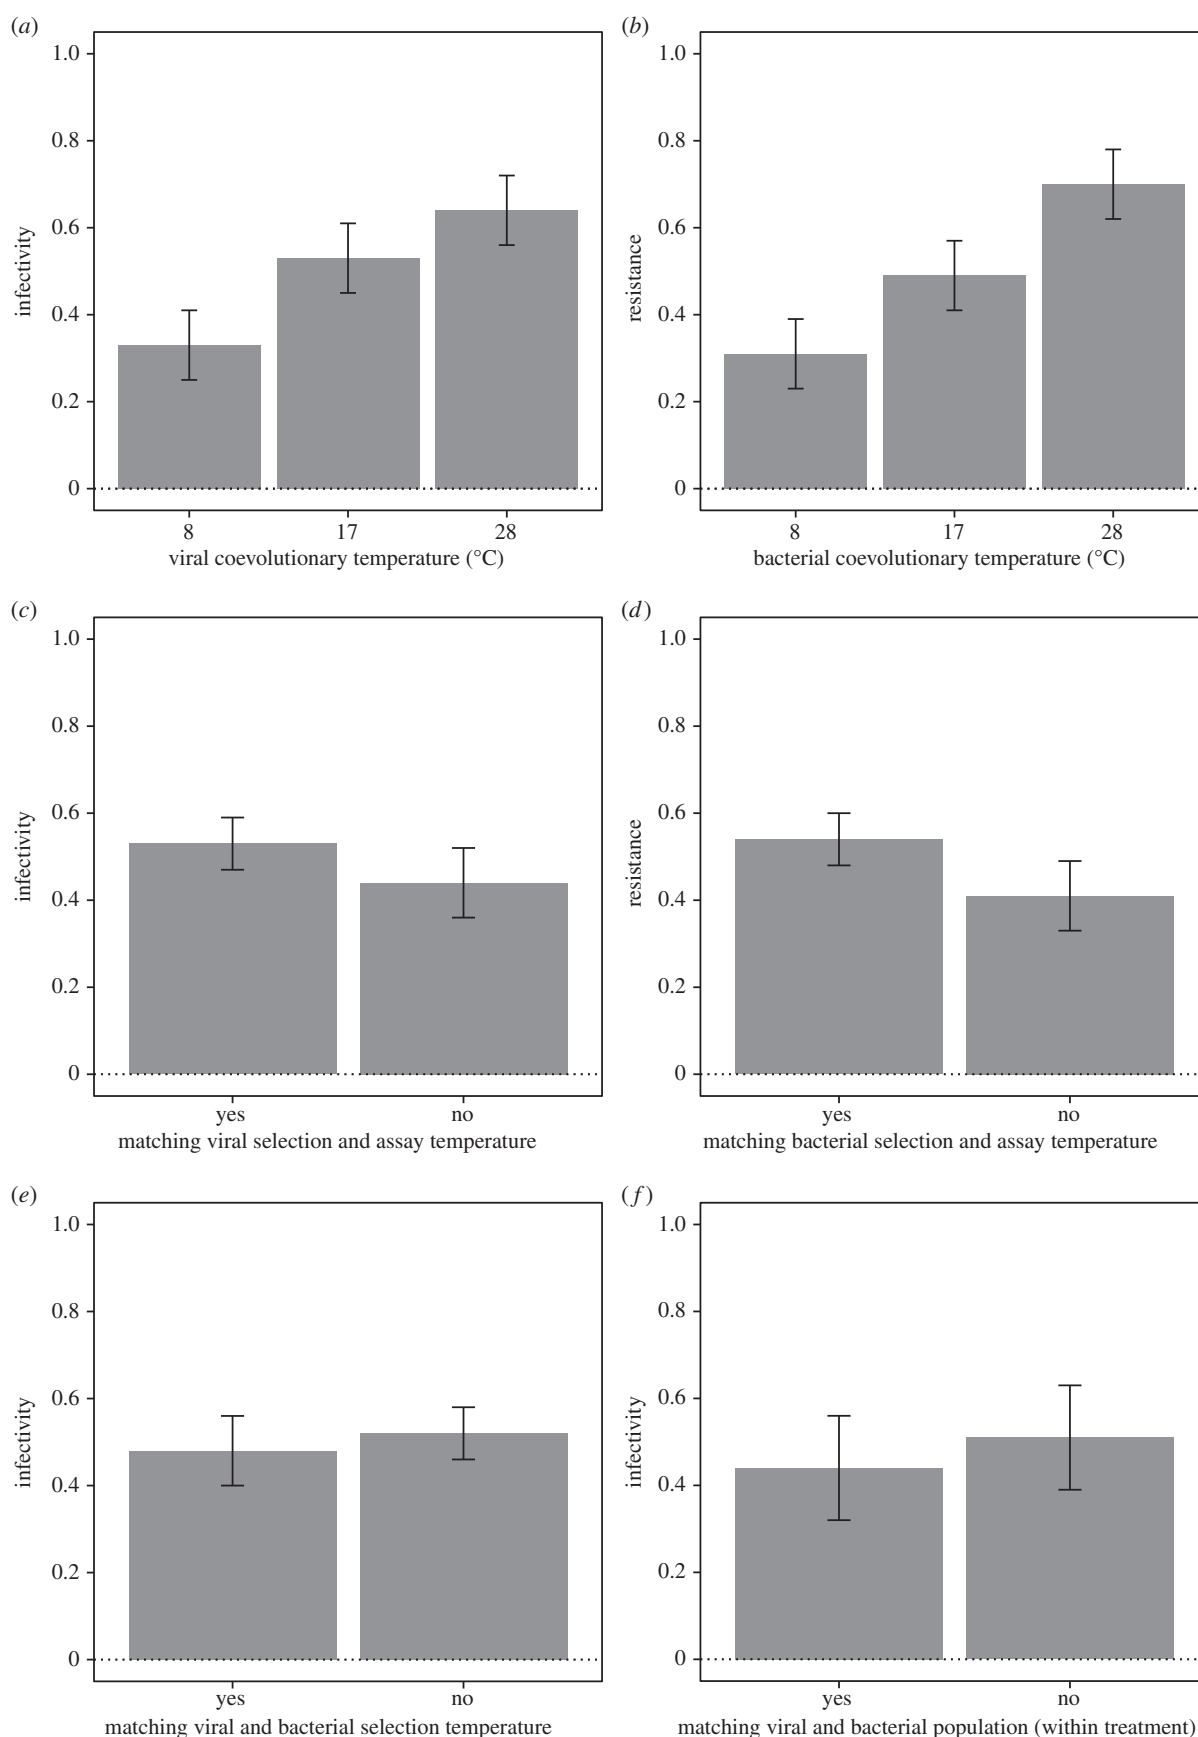 (a)
1.0
0.8
0.6
0.4
0.2
0
infectivity
8 17 28
viral coevolutionary temperature (°C)
(b)
1.0
0.8
0.6
0.4
0.2
0
resistance
8 17 28
bacterial coevolutionary temperature (°C)
(c)
1.0
0.8
0.6
0.4
0.2
0
infectivity
yes no
matching viral selection and assay temperature
(d)
1.0
0.8
0.6
0.4
0.2
0
resistance
yes no
matching bacterial selection and assay temperature
(e)
1.0
0.8
0.6
0.4
0.2
0
infectivity
yes no
matching viral and bacterial selection temperature
(f)
1.0
0.8
0.6
0.4
0.2
0
infectivity
yes no
matching viral and bacterial population (within treatment)